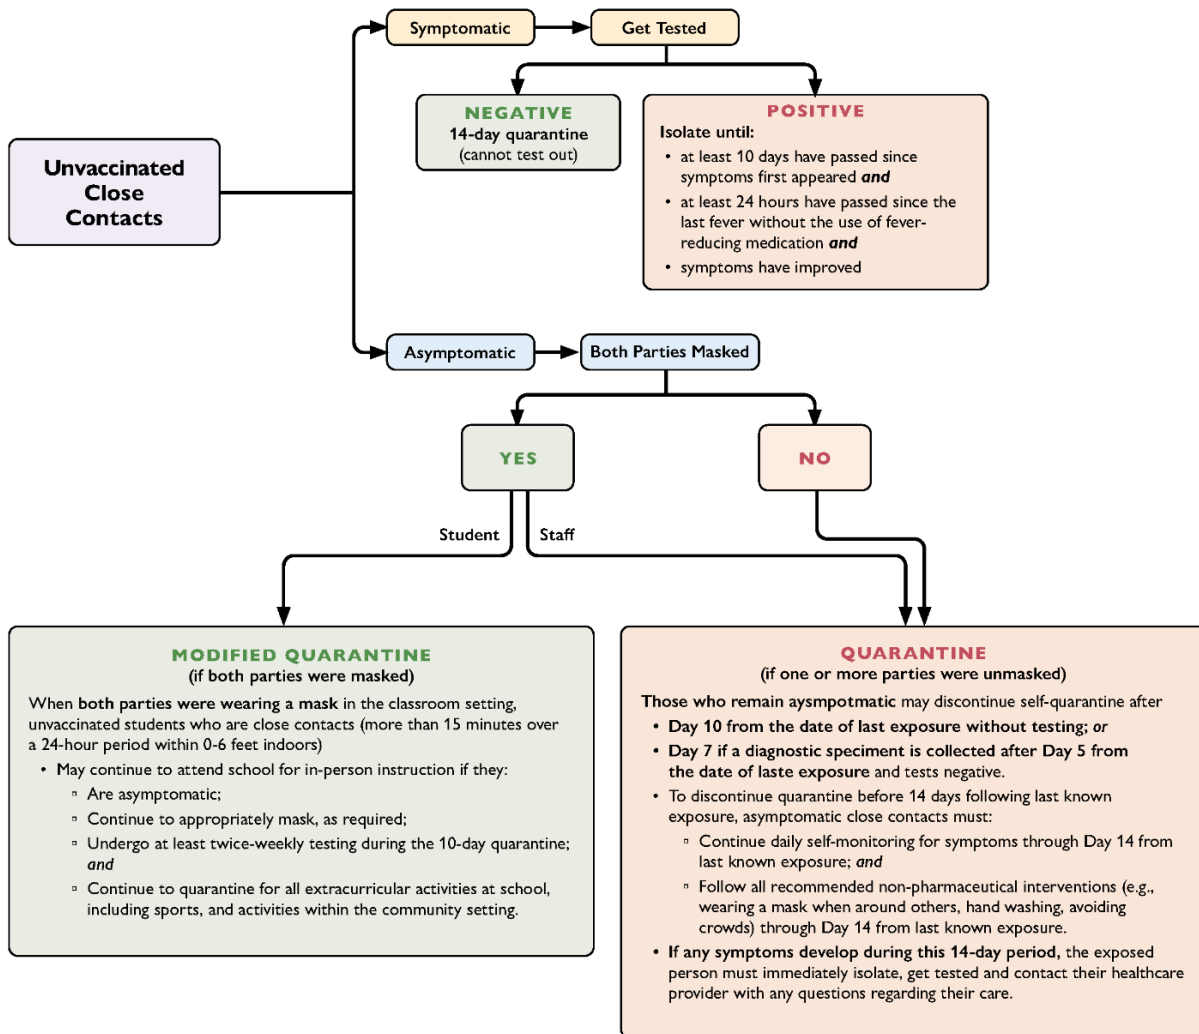 Symptomatic
Get Tested
NEGATIVE
14-day quarantine
(cannot test out)
POSITIVE
Isolate until:
• at least 10 days have passed since
symptoms first appeared and
• at least 24 hours have passed since the
last fever without the use of fever-
reducing medication and
• symptoms have improved
Unvaccinated
Close
Contacts
Asymptomatic
Both Parties Masked
YES
NO
Student
Staff
MODIFIED QUARANTINE
(if both parties were masked)
When both parties were wearing a mask in the classroom setting,
unvaccinated students who are close contacts (more than 15 minutes over
a 24-hour period within 0-6 feet indoors)
• May continue to attend school for in-person instruction if they:
▫ Are asymptomatic;
▫ Continue to appropriately mask, as required;
▫ Undergo at least twice-weekly testing during the 10-day quarantine;
and
▫ Continue to quarantine for all extracurricular activities at school,
including sports, and activities within the community setting.
QUARANTINE
(if one or more parties were unmasked)
Those who remain aysmpotmatic may discontinue self-quarantine after
• Day 10 from the date of last exposure without testing; or
• Day 7 if a diagnostic speciment is collected after Day 5 from
the date of laste exposure and tests negative.
• To discontinue quarantine before 14 days following last known
exposure, asymptomatic close contacts must:
▫ Continue daily self-monitoring for symptoms through Day 14 from
last known exposure; and
▫ Follow all recommended non-pharmaceutical interventions (e.g.,
wearing a mask when around others, hand washing, avoiding
crowds) through Day 14 from last known exposure.
• If any symptoms develop during this 14-day period, the exposed
person must immediately isolate, get tested and contact their healthcare
provider with any questions regarding their care.